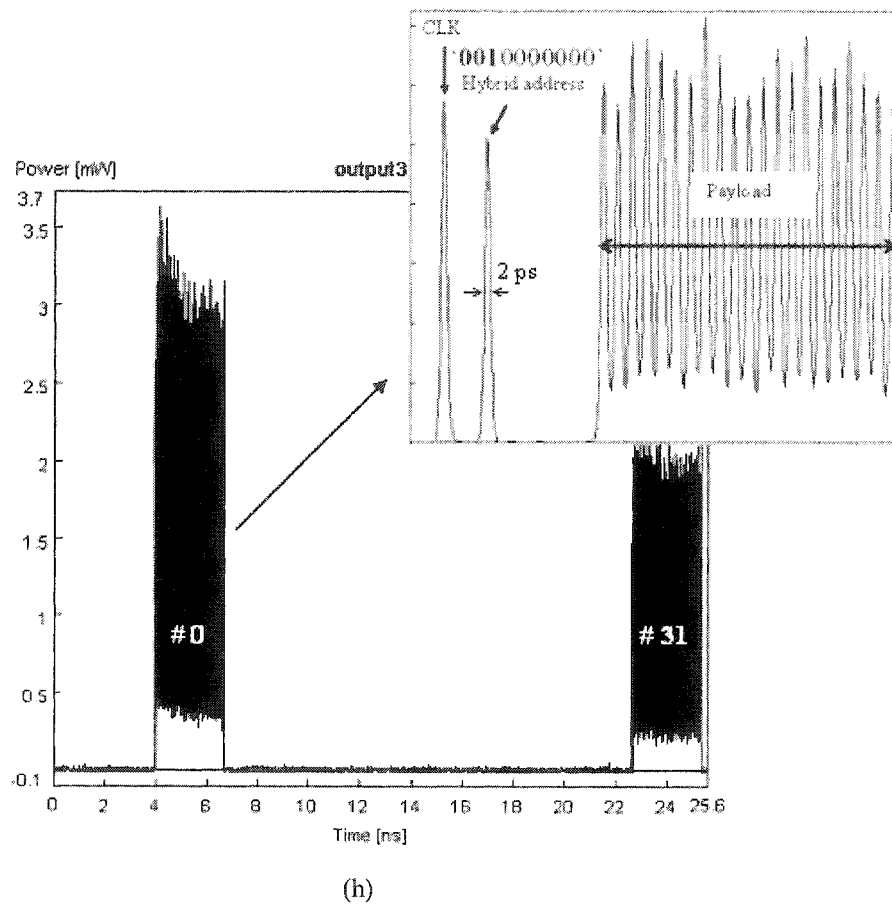 CLK
‘0010000000’
Hybrid address
Payload
2 ps
Power [mW]
output3
3.7
3.5
3
2.5
2
1.5
1
0.5
-0.1
#0
#31
0 2 4 6 8 10 12 14 16 18 20 22 24 25.6
Time [ns]
(h)